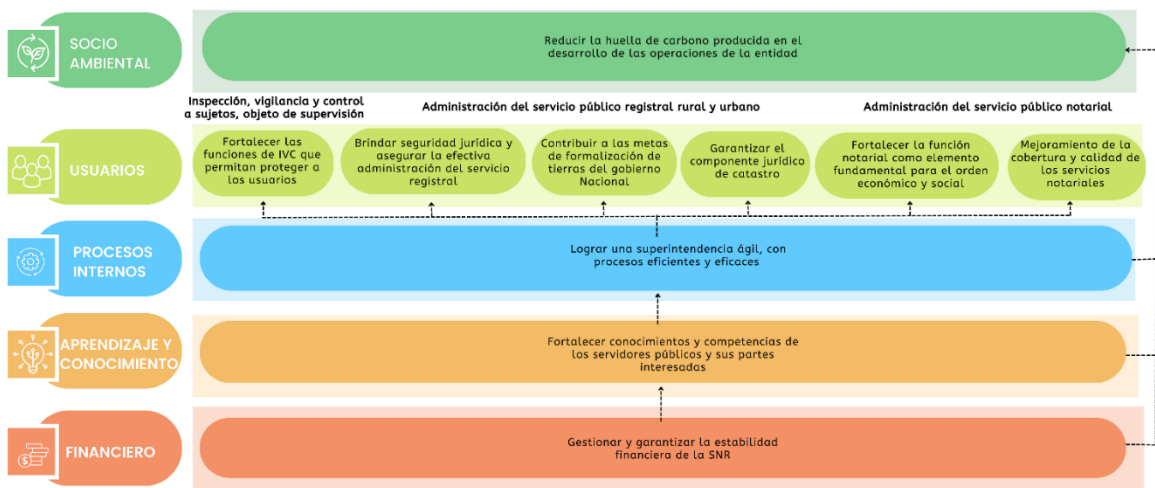 SOCIO
AMBIENTAL
Reducir la huella de carbono producida en el
desarrollo de las operaciones de la entidad
Inspección, vigilancia y control
a sujetos, objeto de supervisión
Administración del servicio público registral rural y urbano
Administración del servicio público notarial
USUARIOS
Fortalecer las
funciones de IVC que
permitan proteger a
a los usuarios
Brindar seguridad jurídica y
asegurar la efectiva
administración del servicio
registral
Contribuir a las metas
de formalización de
tierras del gobierno
Nacional
Garantizar el
componente jurídico
de catastro
Fortalecer la función
notarial como elemento
fundamental para el orden
económico y social
Mejoramiento de la
cobertura y calidad de
los servicios
notariales
PROCESOS
INTERNOS
Lograr una superintendencia ágil, con
procesos eficientes y eficaces
APRENDIZAJE Y
CONOCIMIENTO
Fortalecer conocimientos y competencias de
los servidores públicos y sus partes
interesadas
FINANCIERO
Gestionar y garantizar la estabilidad
financiera de la SNR